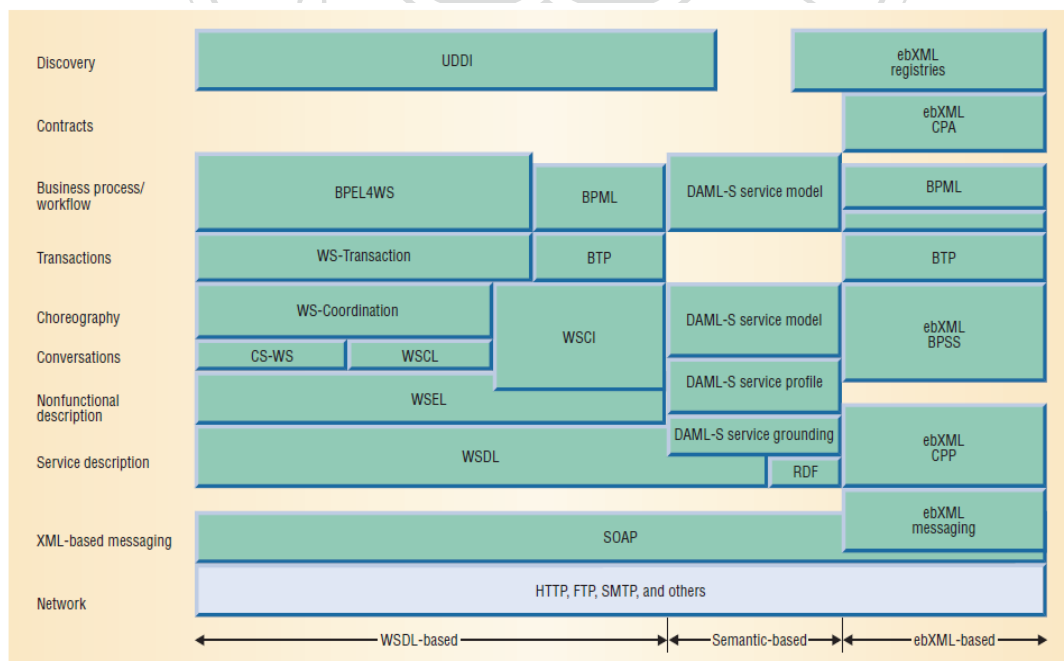 Discovery
UDDI
ebXML
registries
Contracts
ebXML
CPA
Business process/
workflow
BPEL4WS
BPML
DAML-S service model
BPML
Transactions
WS-Transaction
BTP
BTP
Choreography
WS-Coordination
WSCI
DAML-S service model
ebXML
BPSS
Conversations
CS-WS
WSCL
Nonfunctional
description
WSEL
DAML-S service profile
Service description
WSDL
DAML-S service grounding
RDF
ebXML
CPP
XML-based messaging
SOAP
ebXML
messaging
Network
HTTP, FTP, SMTP, and others
WSDL-based
Semantic-based
ebXML-based